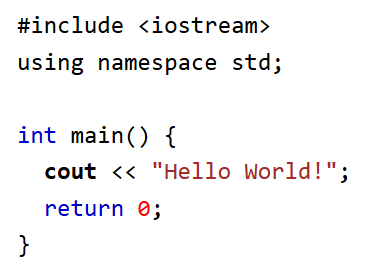 #include <iostream>
using namespace std;

int main() {
  cout << "Hello World!";
  return 0;
}